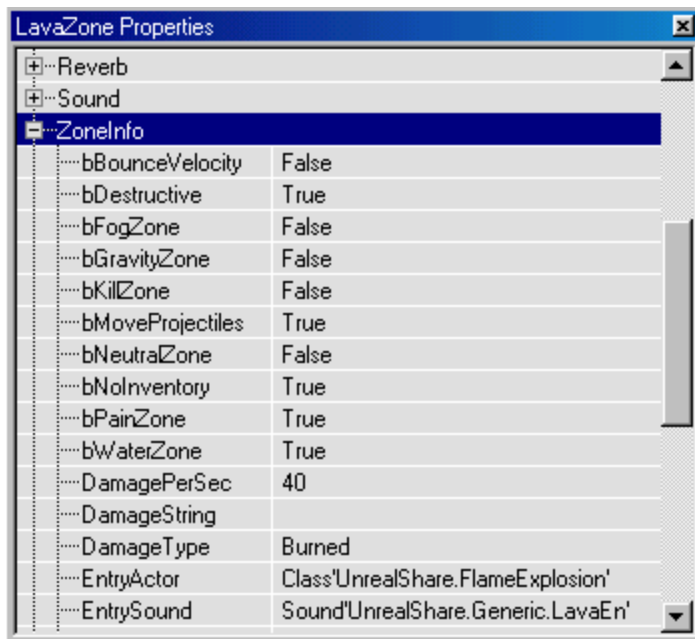 LavaZone Properties
Reverb
Sound
ZoneInfo
bBounceVelocity False
bDestructive True
bFogZone False
bGravityZone False
bKillZone False
bMoveProjectiles True
bNeutralZone False
bNoInventory True
bPainZone True
bWaterZone True
DamagePerSec 40
DamageString
DamageType Burned
EntryActor Class'UnrealShare.FlameExplosion'
EntrySound Sound'UnrealShare.Generic.LavaEn'